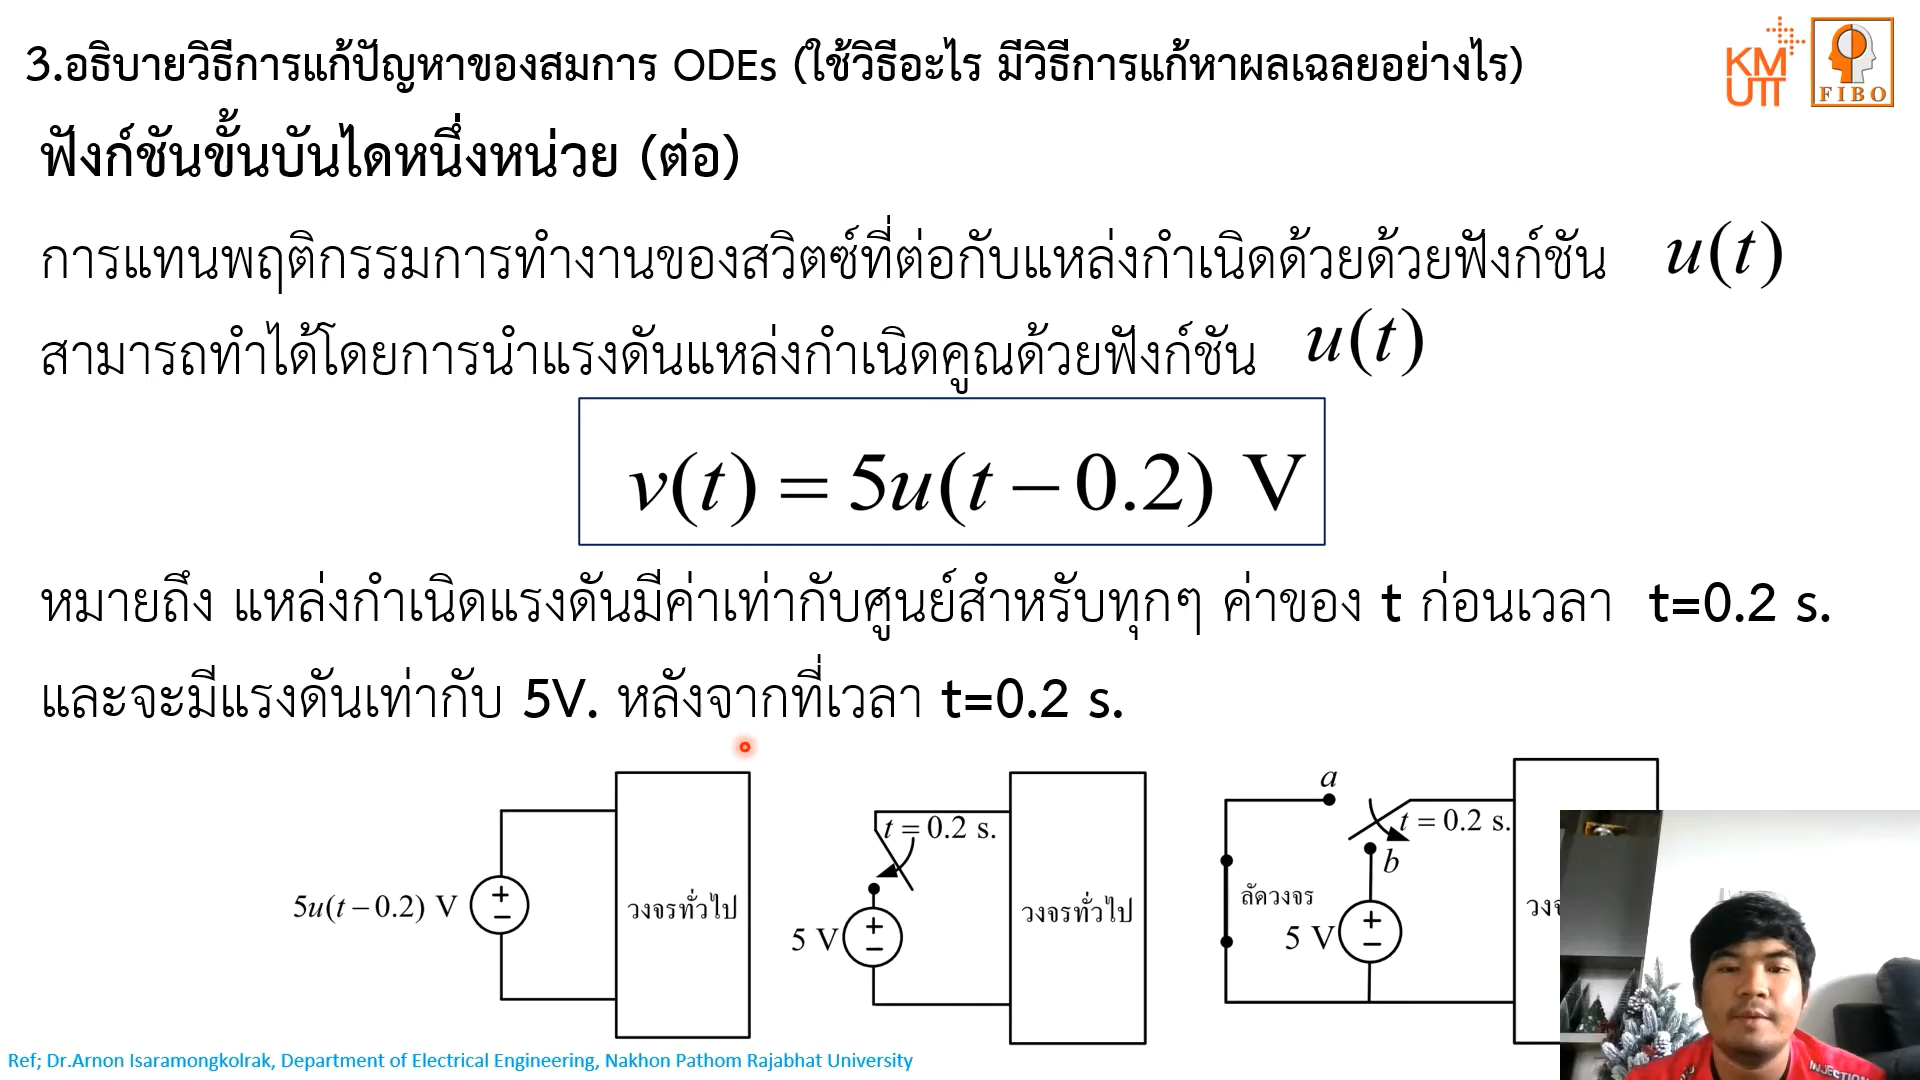 3.อธิบายวิธีการแก้ปัญหาของสมการ ODEs (ใช้วิธีอะไร มีวิธีการแก้หาผลเฉลยอย่างไร)
KM
UTT
FIBO
ฟังก์ชันขั้นบันไดหนึ่งหน่วย (ต่อ)
การแทนพฤติกรรมการทำงานของสวิตซ์ที่ต่อกับแหล่งกำเนิดด้วยด้วยฟังก์ชัน u(t)
สามารถทำได้โดยการนำแรงดันแหล่งกำเนิดคูณด้วยฟังก์ชัน u(t)
v(t) = 5u(t − 0.2) V
หมายถึง แหล่งกำเนิดแรงดันมีค่าเท่ากับศูนย์สำหรับทุกๆ ค่าของ t ก่อนเวลา t=0.2 s.
และจะมีแรงดันเท่ากับ 5V. หลังจากที่เวลา t=0.2 s.
5u(t − 0.2) V
+
−
วงจรทั่วไป
t = 0.2 s.
5 V
+
−
วงจรทั่วไป
a
t = 0.2 s.
b
ลัดวงจร
5 V
+
−
Ref; Dr.Arnon Isaramongkolrak, Department of Electrical Engineering, Nakhon Pathom Rajabhat University